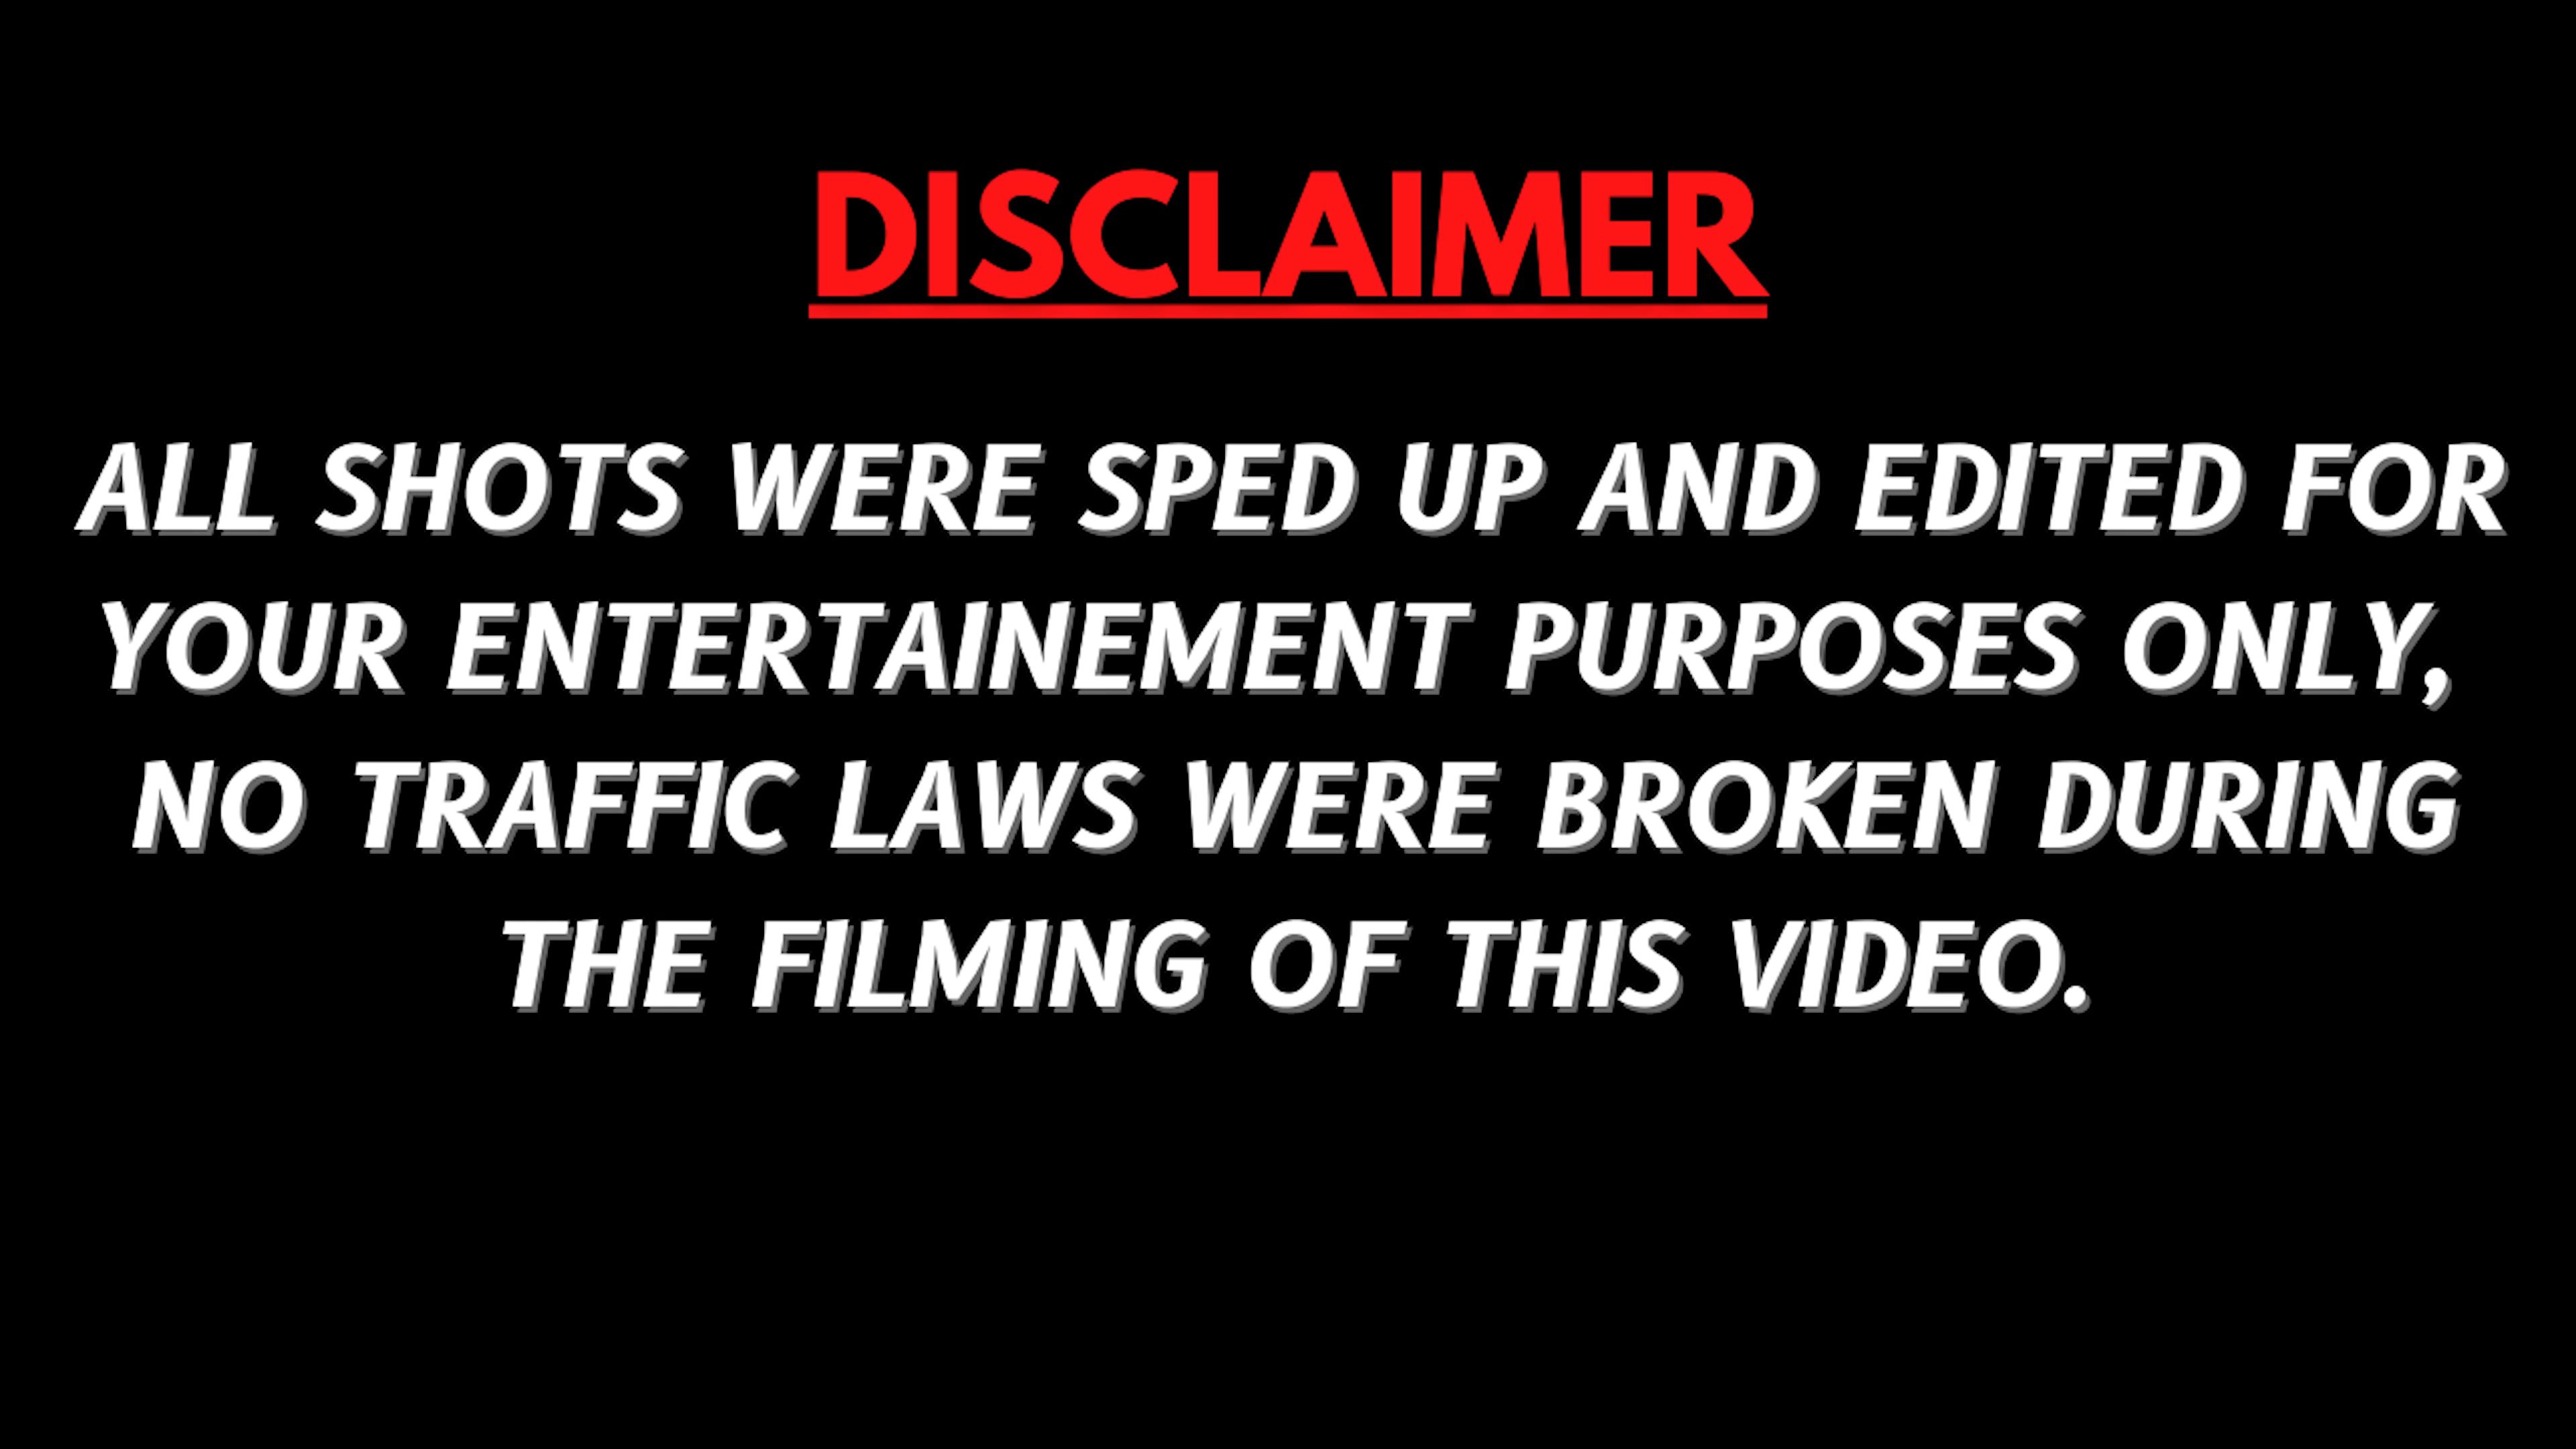 DISCLAIMER
ALL SHOTS WERE SPED UP AND EDITED FOR
YOUR ENTERTAINEMENT PURPOSES ONLY,
NO TRAFFIC LAWS WERE BROKEN DURING
THE FILMING OF THIS VIDEO.